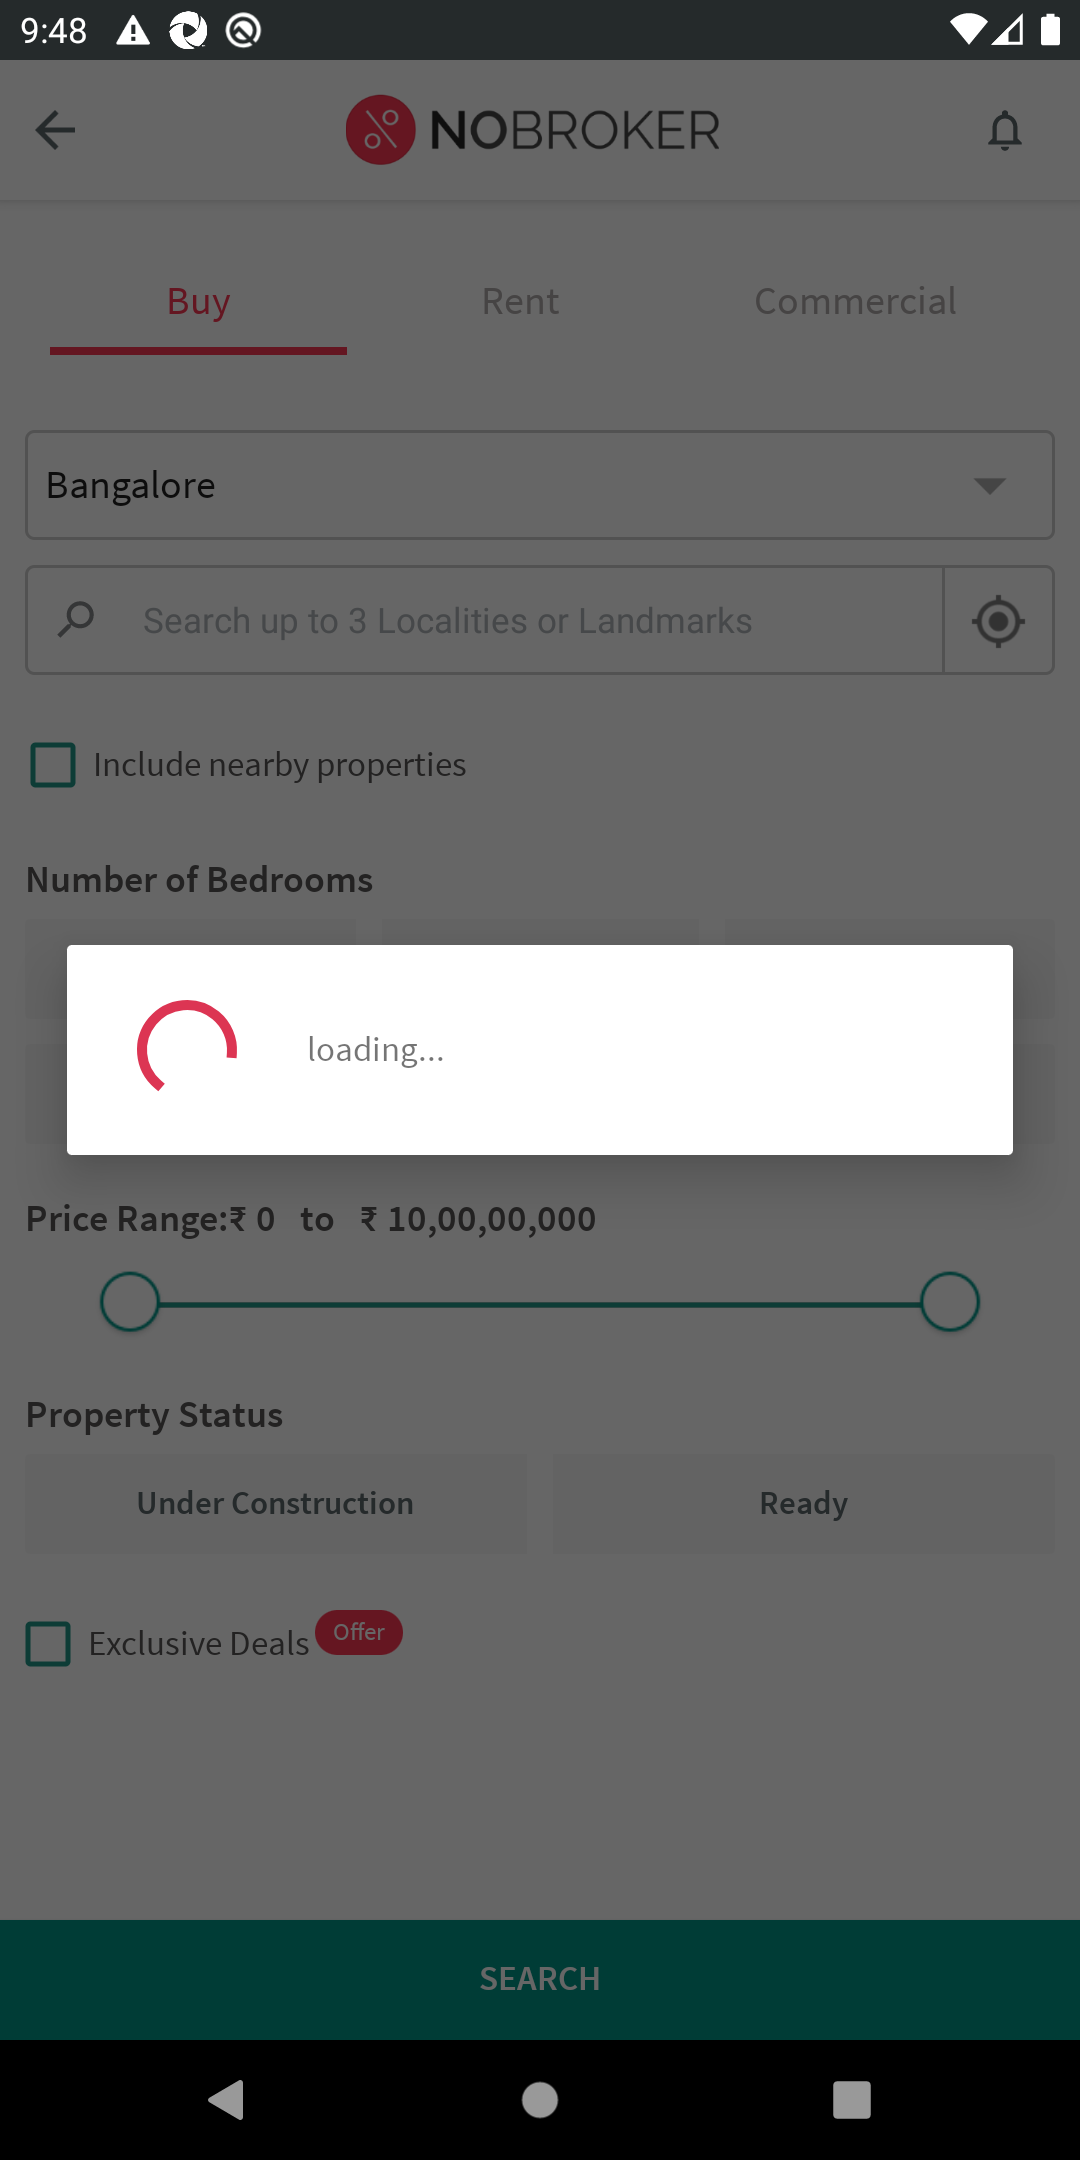 9:48
NOBROKER
Buy Rent Commercial
Bangalore
Search up to 3 Localities or Landmarks
Include nearby properties
Number of Bedrooms
loading...
Price Range:₹ 0 to ₹ 10,00,00,000
Property Status
Under Construction Ready
Exclusive Deals Offer
SEARCH